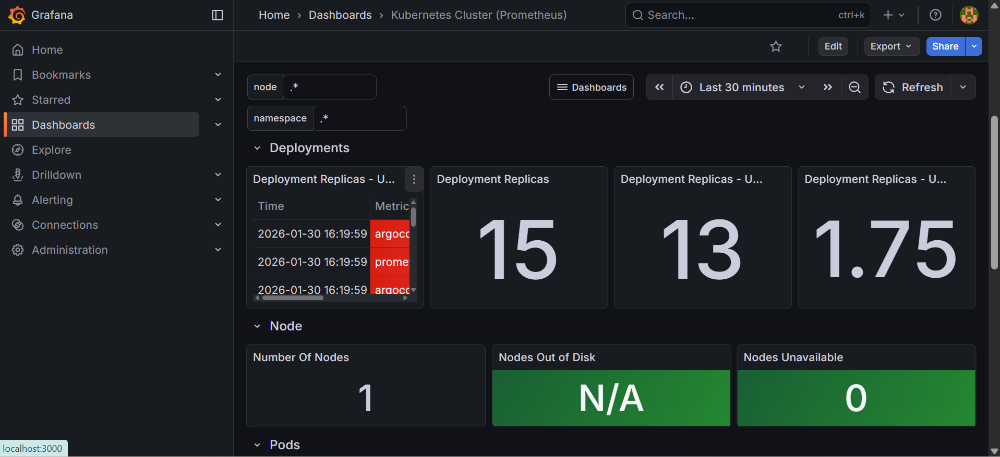 Grafana
Home
Bookmarks
Starred
Dashboards
Explore
Drilldown
Alerting
Connections
Administration
localhost:3000
Home › Dashboards › Kubernetes Cluster (Prometheus)
Search... ctrl+k
Edit Export Share
node .*
Dashboards Last 30 minutes Refresh
namespace .*
Deployments
Deployment Replicas - U...
Time Metric
2026-01-30 16:19:59 argocc
2026-01-30 16:19:59 prome
2026-01-30 16:19:59 argocc
Deployment Replicas
15
Deployment Replicas - U...
13
Deployment Replicas - U...
1.75
Node
Number Of Nodes
1
Nodes Out of Disk
N/A
Nodes Unavailable
0
Pods